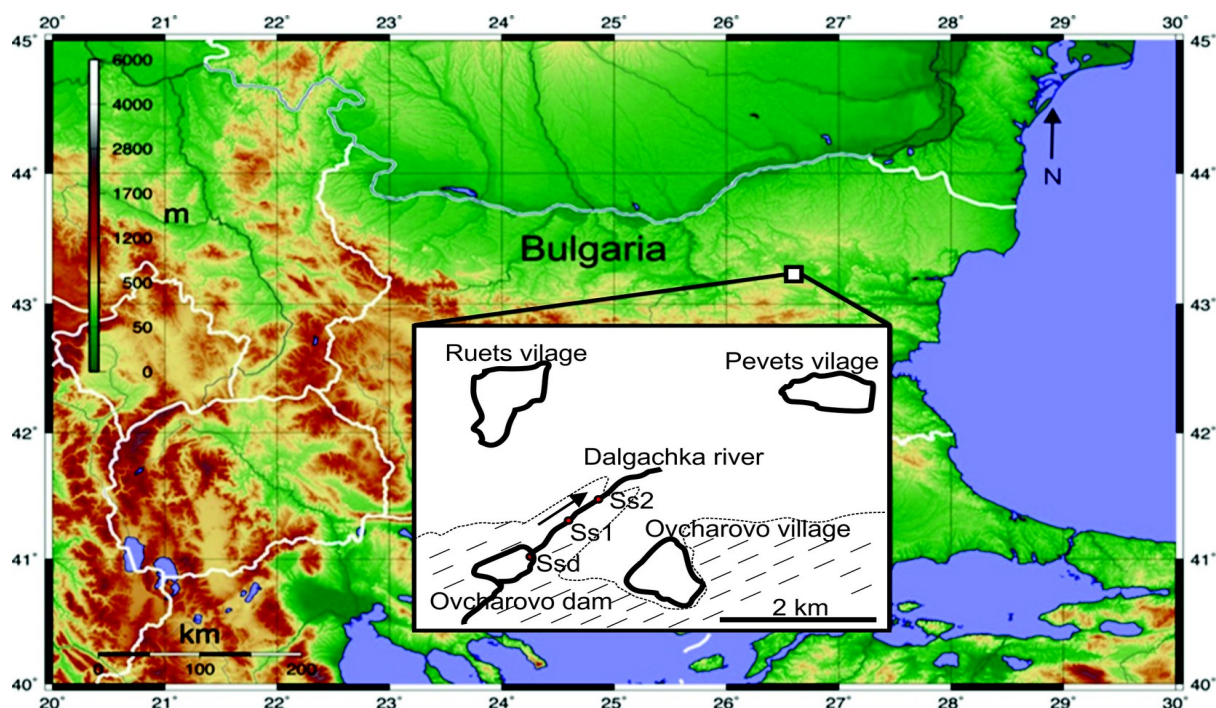 20° 21° 22° 23° 24° 25° 26° 27° 28° 29° 30°
45° 45°
6000
4000
2800
1700
1200
500
50
0
m
44° 44°
N
Bulgaria
43° 43°
Ruets vilage
Pevets vilage
42° 42°
Dalgachka river
Ss2
Ss1
Ovcharovo village
41° 41°
Ssd
Ovcharovo dam
2 km
km
0 100 200
40° 40°
20° 21° 22° 23° 24° 25° 26° 27° 28° 29° 30°